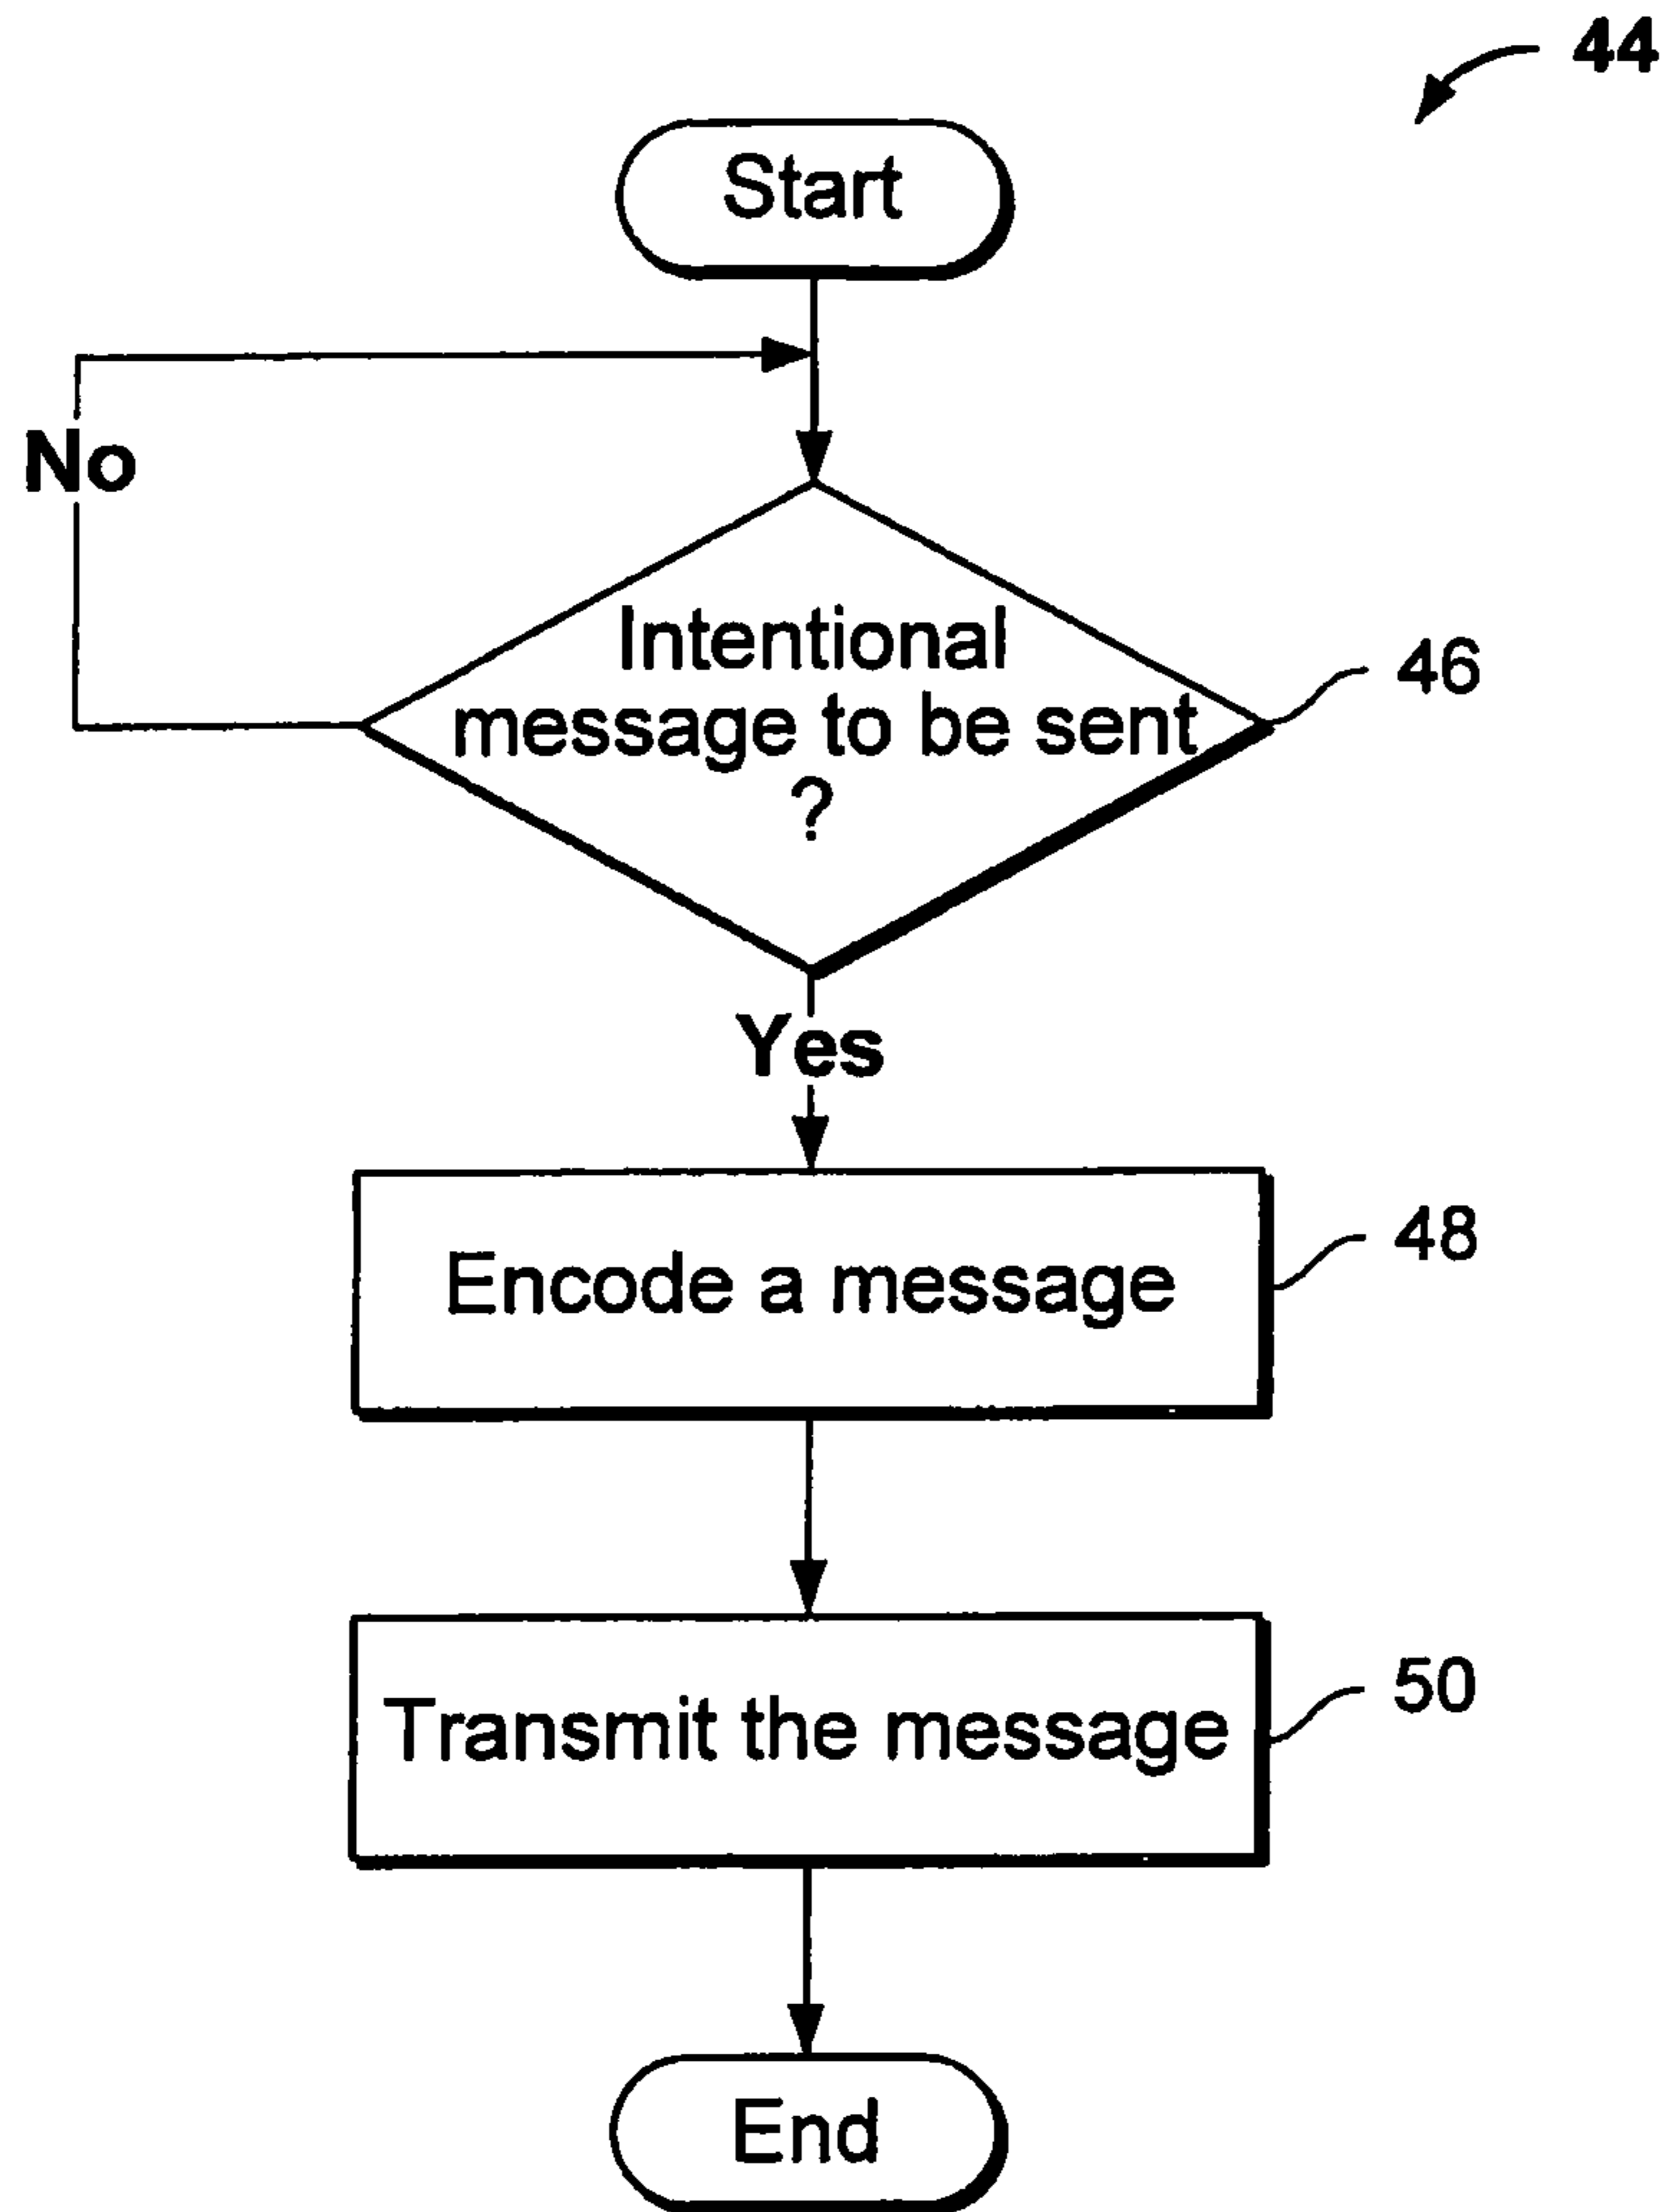 44
Start
No
Intentional
message to be sent
?
46
Yes
Encode a message
48
Transmit the message
50
End